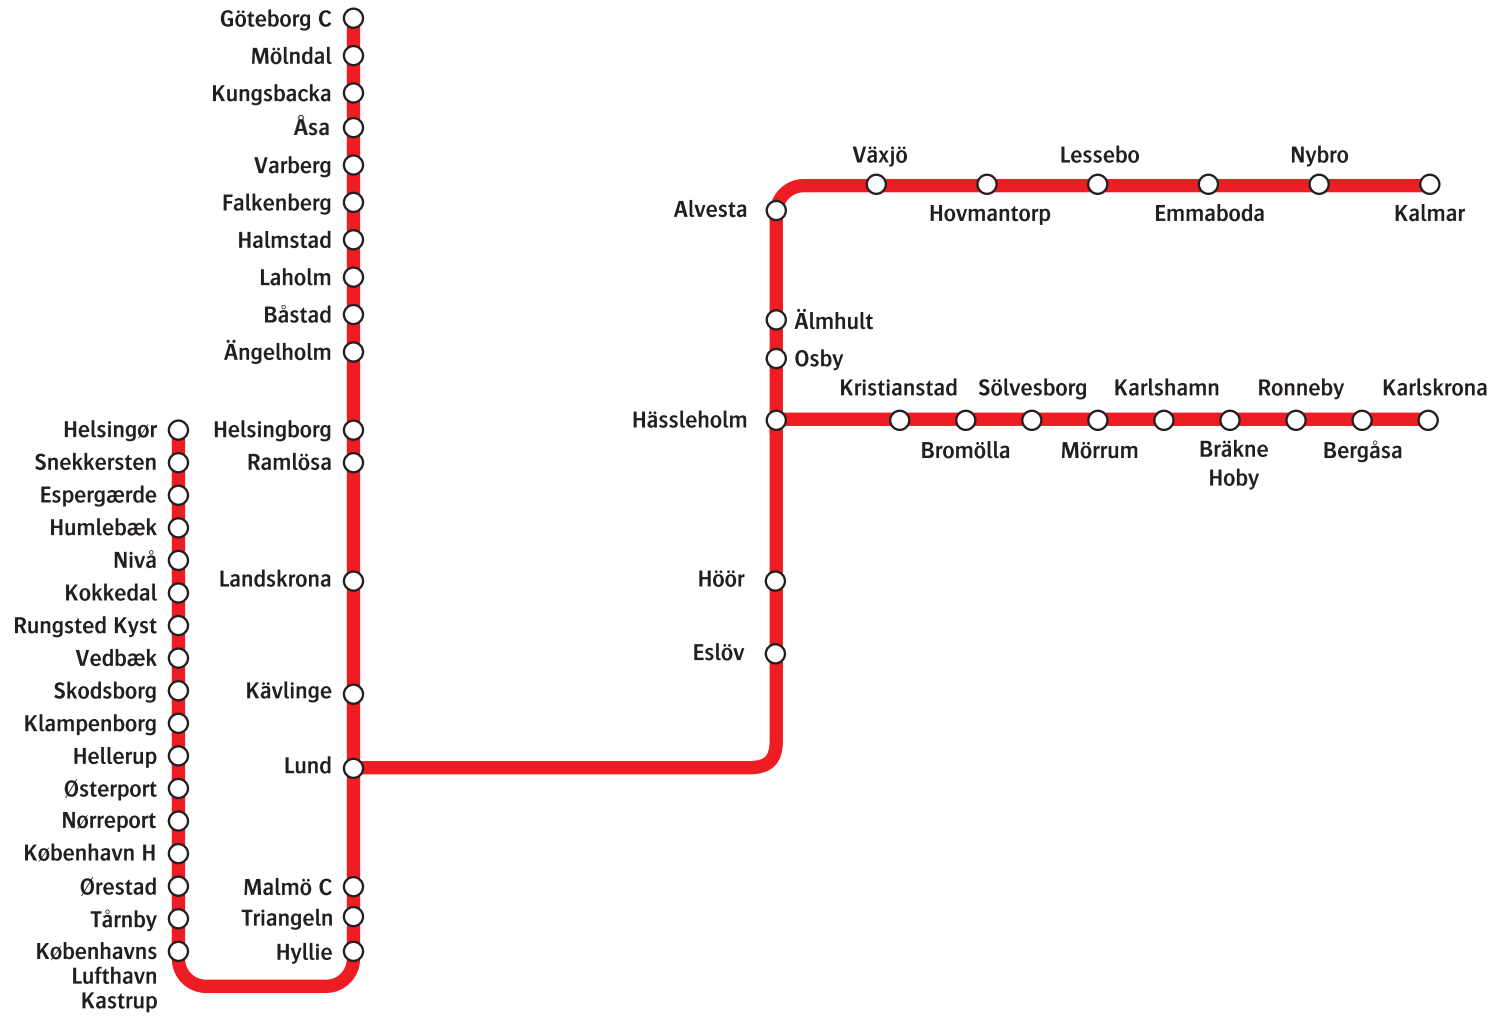 Göteborg C
Mölndal
Kungsbacka
Åsa
Varberg
Falkenberg
Halmstad
Laholm
Båstad
Ängelholm
Helsingborg
Ramlösa
Landskrona
Kävlinge
Lund
Malmö C
Triangeln
Hyllie
Helsingør
Snekkersten
Espergærde
Humlebæk
Nivå
Kokkedal
Rungsted Kyst
Vedbæk
Skodsborg
Klampenborg
Hellerup
Østerport
Nørreport
København H
Ørestad
Tårnby
Københavns
Lufthavn
Kastrup
Växjö
Lessebo
Nybro
Alvesta
Hovmantorp
Emmaboda
Kalmar
Älmhult
Osby
Hässleholm
Kristianstad
Sölvesborg
Karlshamn
Ronneby
Karlskrona
Bromölla
Mörrum
Bräkne
Hoby
Bergåsa
Höör
Eslöv